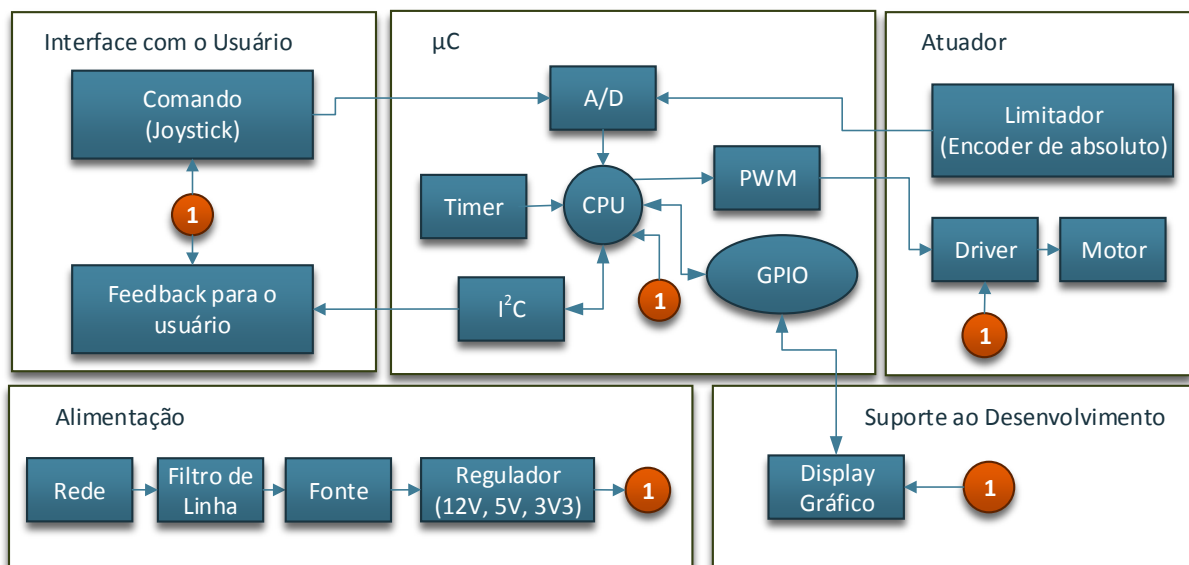 Interface com o Usuário
Comando
(Joystick)
1
Feedback para o
usuário
µC
A/D
Timer
CPU
PWM
I²C
1
GPIO
Atuador
Limitador
(Encoder de absoluto)
Driver
Motor
1
Alimentação
Rede
Filtro de
Linha
Fonte
Regulador
(12V, 5V, 3V3)
1
Suporte ao Desenvolvimento
Display
Gráfico
1